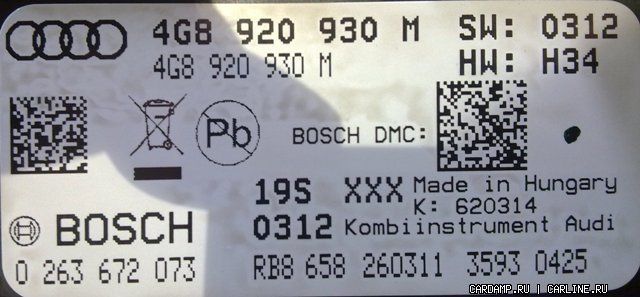 4G8 920 930 M SW: 0312
4G8 920 930 M HW: H34
Pb BOSCH DMC:
19S XXX Made in Hungary
K: 620314
BOSCH 0312 Kombiinstrument Audi
0 263 672 073 RB8 658 260311 3593 0425
CARDAMP.RU | CARLINE.RU